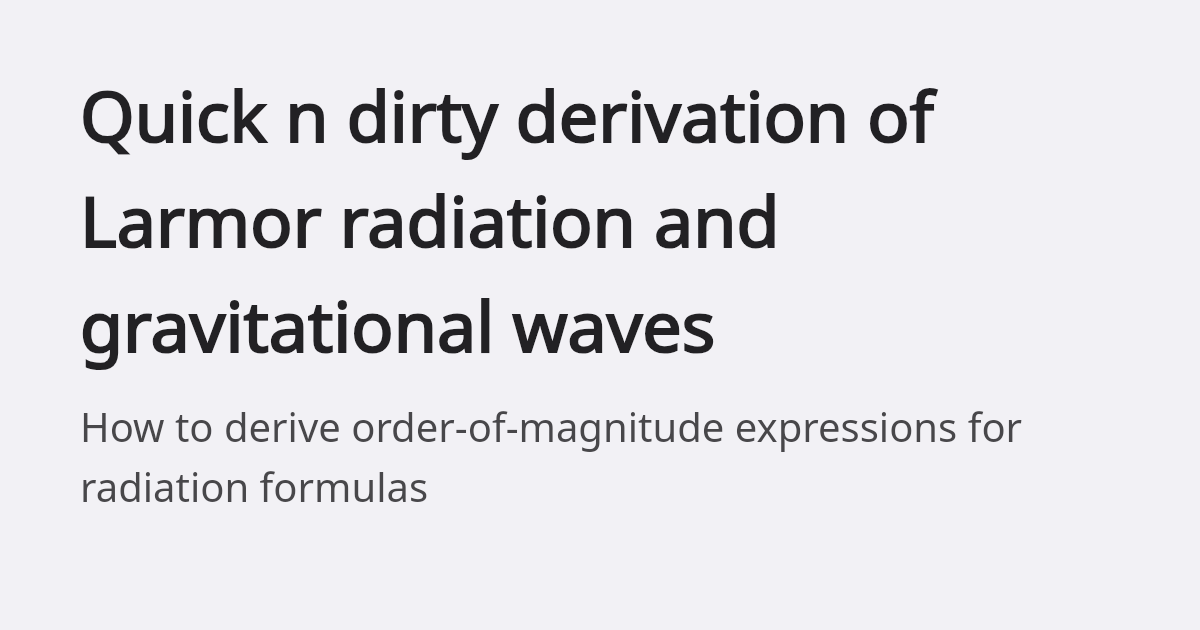 Quick n dirty derivation of
Larmor radiation and
gravitational waves
How to derive order-of-magnitude expressions for
radiation formulas